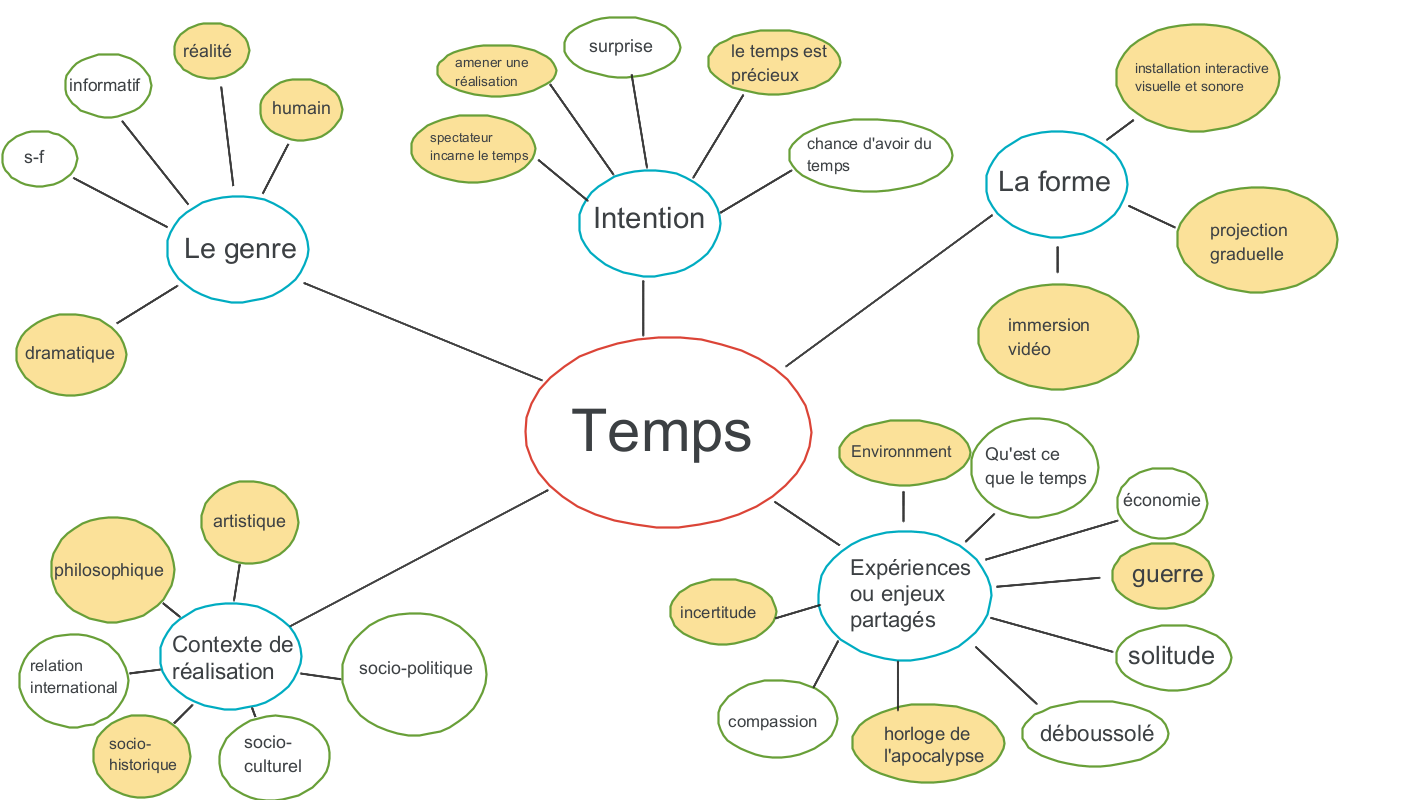 réalité
informatif
humain
s-f
Le genre
dramatique
amener une
réalisation
surprise
le temps est
précieux
spectateur
incarne le temps
chance d'avoir du
temps
Intention
installation interactive
visuelle et sonore
La forme
projection
graduelle
immersion
vidéo
Temps
artistique
philosophique
Contexte de
réalisation
relation
international
socio-politique
socio-
historique
socio-
culturel
Environnment
Qu'est ce
que le temps
économie
guerre
Expériences
ou enjeux
partagés
incertitude
solitude
compassion
horloge de
l'apocalypse
déboussolé